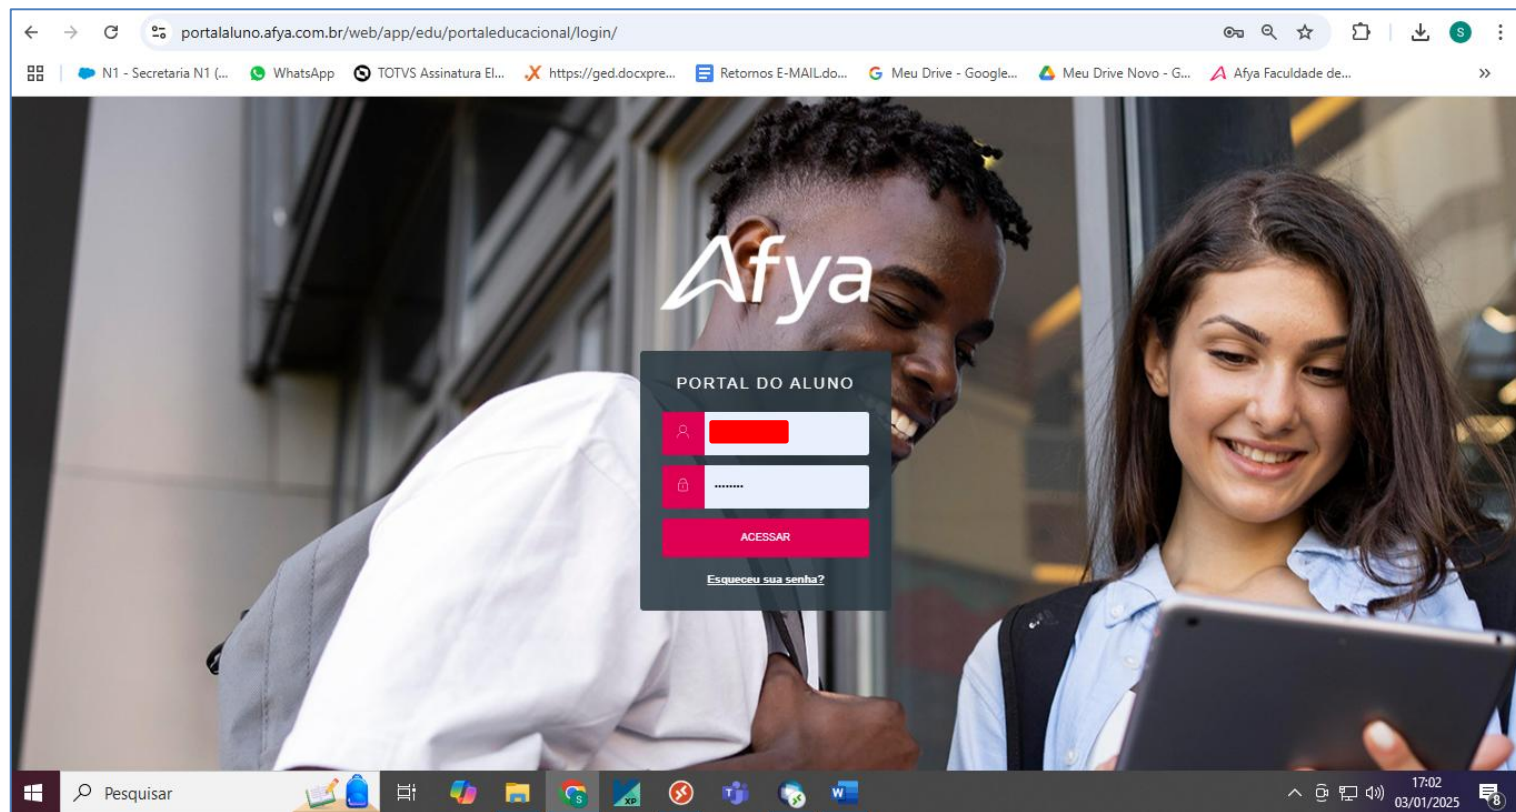 portalaluno.afya.com.br/web/app/edu/portaleducacional/login/
S
N1 - Secretaria N1 (...
WhatsApp
TOTVS Assinatura El...
https://ged.docxpre...
Retornos E-MAIL.do...
Meu Drive - Google...
Meu Drive Novo - G...
Afya Faculdade de...
»
Afya
PORTAL DO ALUNO
ACESSAR
Esqueceu sua senha?
Pesquisar
17:02
03/01/2025
8